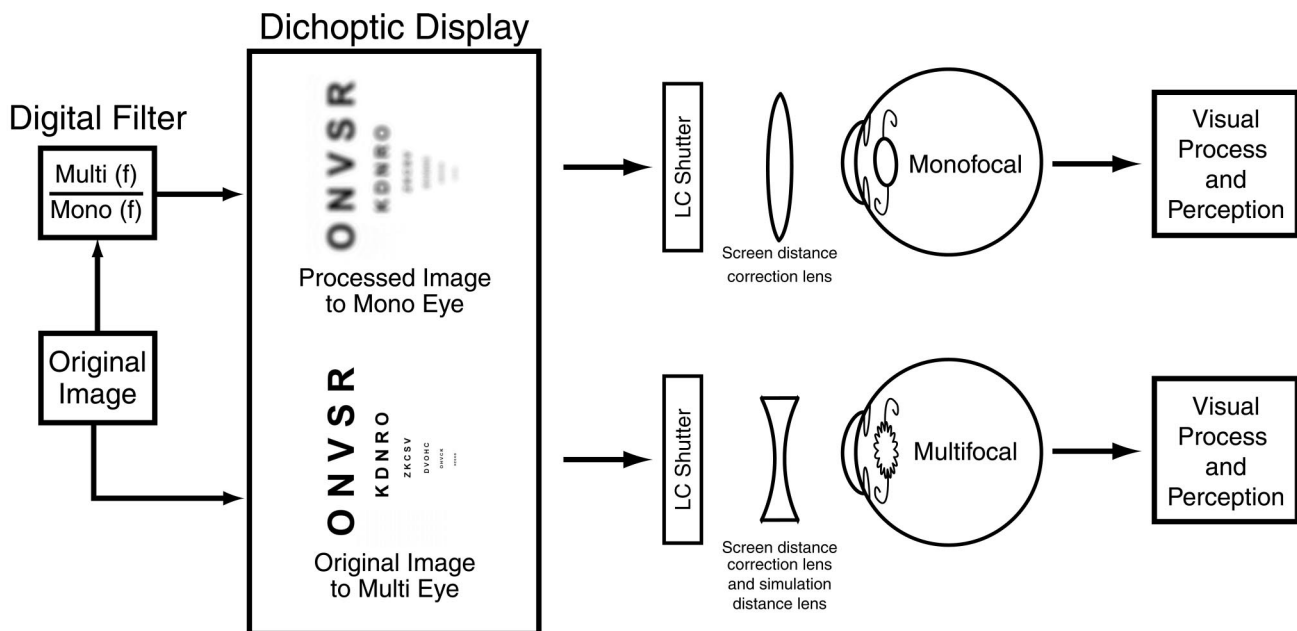 Dichoptic Display
Digital Filter
Multi (f)
Mono (f)
Original
Image
ONVSR
KDNRO
Processed Image
to Mono Eye
ONVSR
KDNRO
ZKCSV
DVOHC
OHVCK
Original Image
to Multi Eye
LC Shutter
Screen distance
correction lens
Monofocal
Visual
Process
and
Perception
LC Shutter
Screen distance
correction lens
and simulation
distance lens
Multifocal
Visual
Process
and
Perception